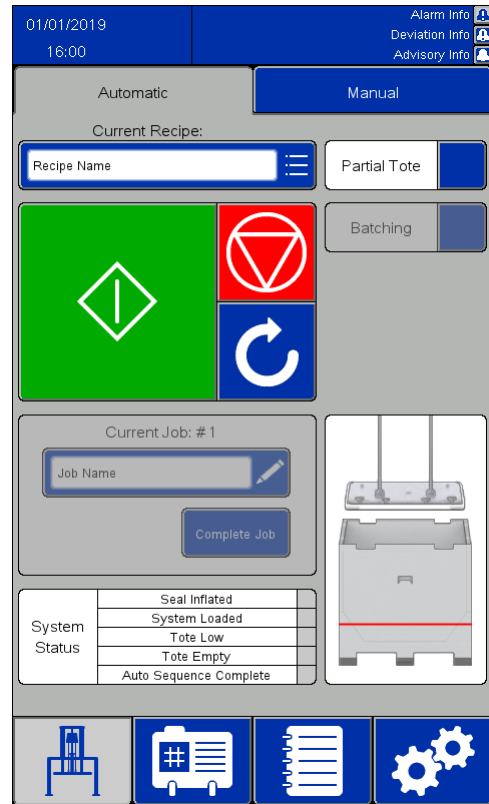 01/01/2019
16:00
Alarm Info
Deviation Info
Advisory Info
Automatic
Manual
Current Recipe:
Recipe Name
Partial Tote
Batching
Current Job: # 1
Job Name
Complete Job
System Status
Seal Inflated
System Loaded
Tote Low
Tote Empty
Auto Sequence Complete
#